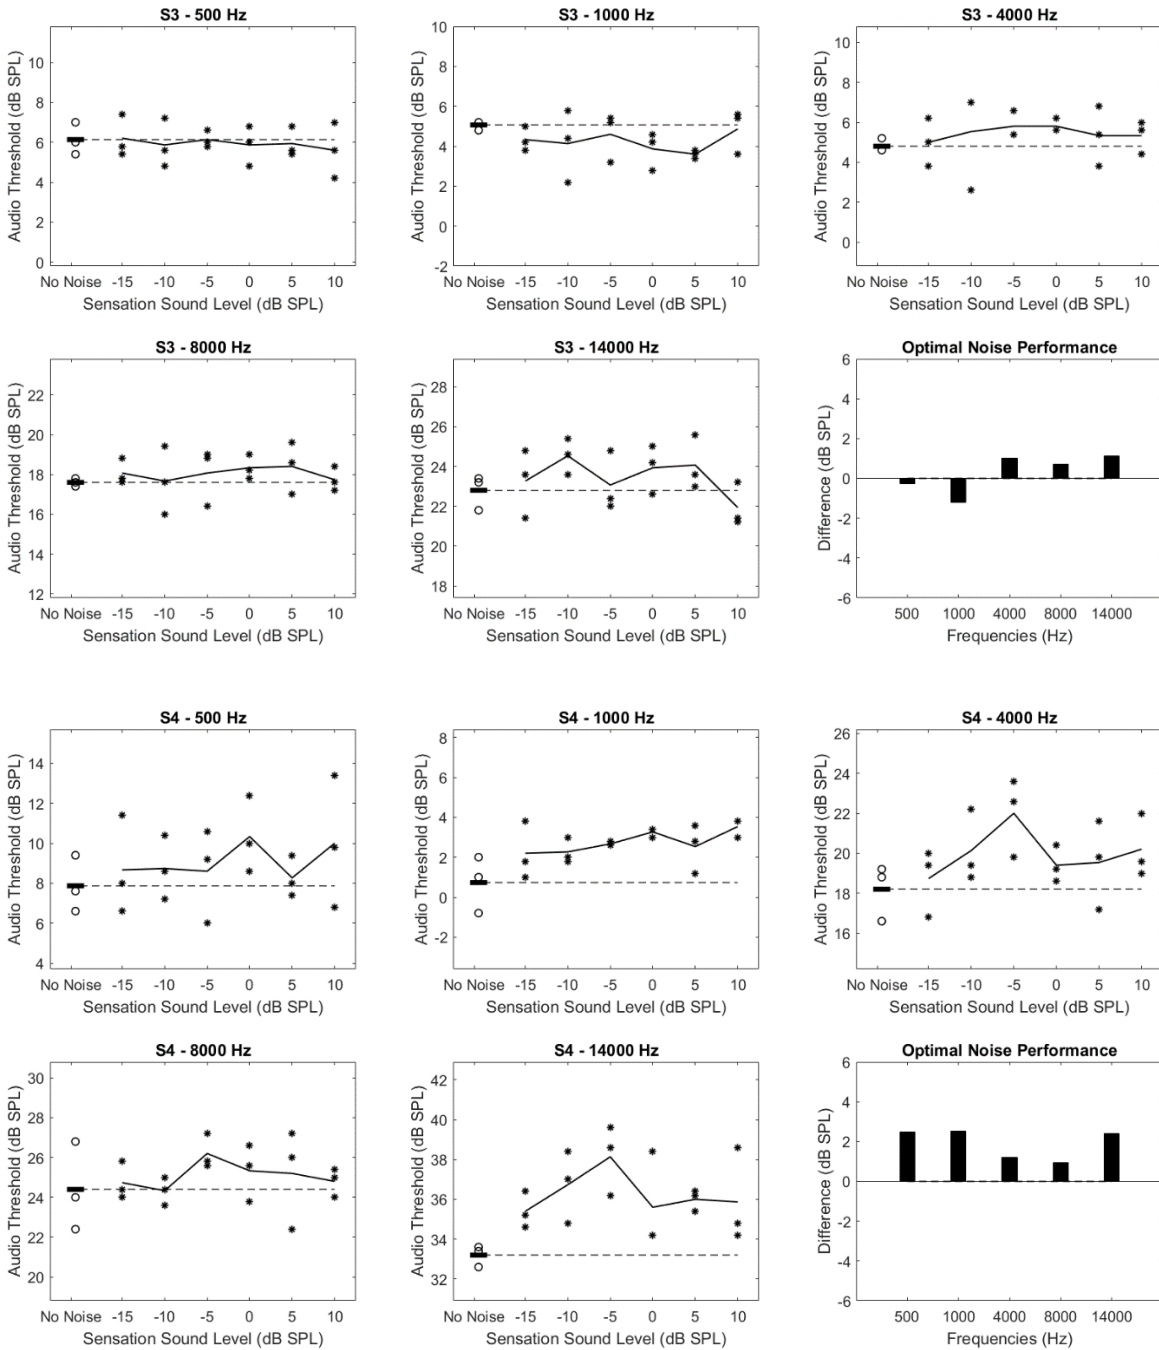 S3 - 500 Hz
Audio Threshold (dB SPL)
10
8
6
4
2
0
No Noise -15 -10 -5 0 5 10
Sensation Sound Level (dB SPL)
S3 - 1000 Hz
Audio Threshold (dB SPL)
10
8
6
4
2
0
-2
No Noise -15 -10 -5 0 5 10
Sensation Sound Level (dB SPL)
S3 - 4000 Hz
Audio Threshold (dB SPL)
10
8
6
4
2
0
No Noise -15 -10 -5 0 5 10
Sensation Sound Level (dB SPL)
S3 - 8000 Hz
Audio Threshold (dB SPL)
22
20
18
16
14
12
No Noise -15 -10 -5 0 5 10
Sensation Sound Level (dB SPL)
S3 - 14000 Hz
Audio Threshold (dB SPL)
28
26
24
22
20
18
No Noise -15 -10 -5 0 5 10
Sensation Sound Level (dB SPL)
Optimal Noise Performance
Difference (dB SPL)
6
4
2
0
-2
-4
-6
500 1000 4000 8000 14000
Frequencies (Hz)
S4 - 500 Hz
Audio Threshold (dB SPL)
14
12
10
8
6
4
No Noise -15 -10 -5 0 5 10
Sensation Sound Level (dB SPL)
S4 - 1000 Hz
Audio Threshold (dB SPL)
8
6
4
2
0
-2
No Noise -15 -10 -5 0 5 10
Sensation Sound Level (dB SPL)
S4 - 4000 Hz
Audio Threshold (dB SPL)
26
24
22
20
18
16
No Noise -15 -10 -5 0 5 10
Sensation Sound Level (dB SPL)
S4 - 8000 Hz
Audio Threshold (dB SPL)
30
28
26
24
22
20
No Noise -15 -10 -5 0 5 10
Sensation Sound Level (dB SPL)
S4 - 14000 Hz
Audio Threshold (dB SPL)
42
40
38
36
33
32
No Noise -15 -10 -5 0 5 10
Sensation Sound Level (dB SPL)
Optimal Noise Performance
Difference (dB SPL)
6
4
2
0
-2
-4
-6
500 1000 4000 8000 14000
Frequencies (Hz)